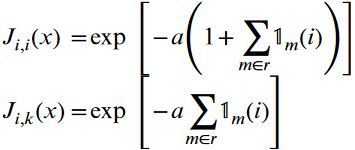 J_{i,i}(x) = exp [ −a ( 1 + ∑_{m∈r} 𝟙_m(i) ) ]
J_{i,k}(x) = exp [ −a ∑_{m∈r} 𝟙_m(i) ]